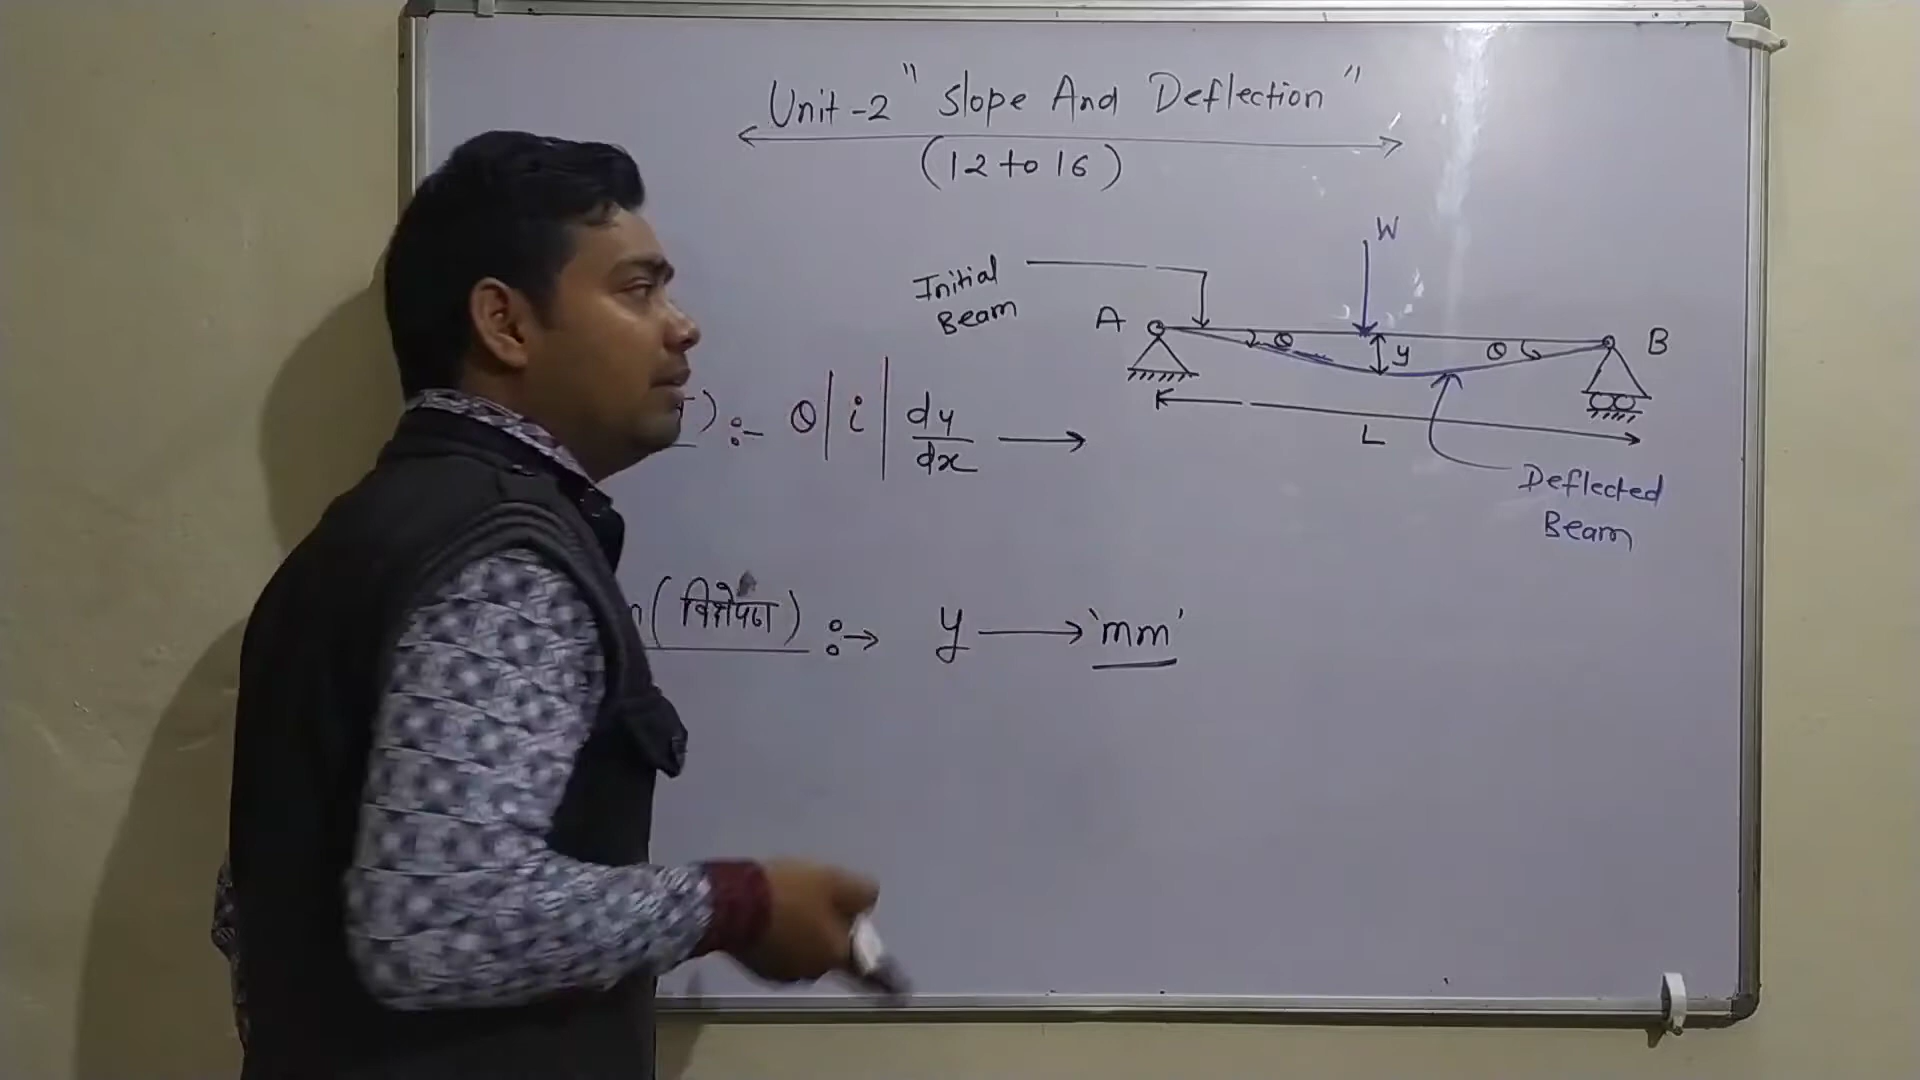 Unit-2 "Slope And Deflection"
(12 to 16)
W
Initial
Beam
A
θ
y
θ
B
L
Deflected
Beam
):- θ | i | dy/dx →
n (विक्षेपण) :→ y → 'mm'